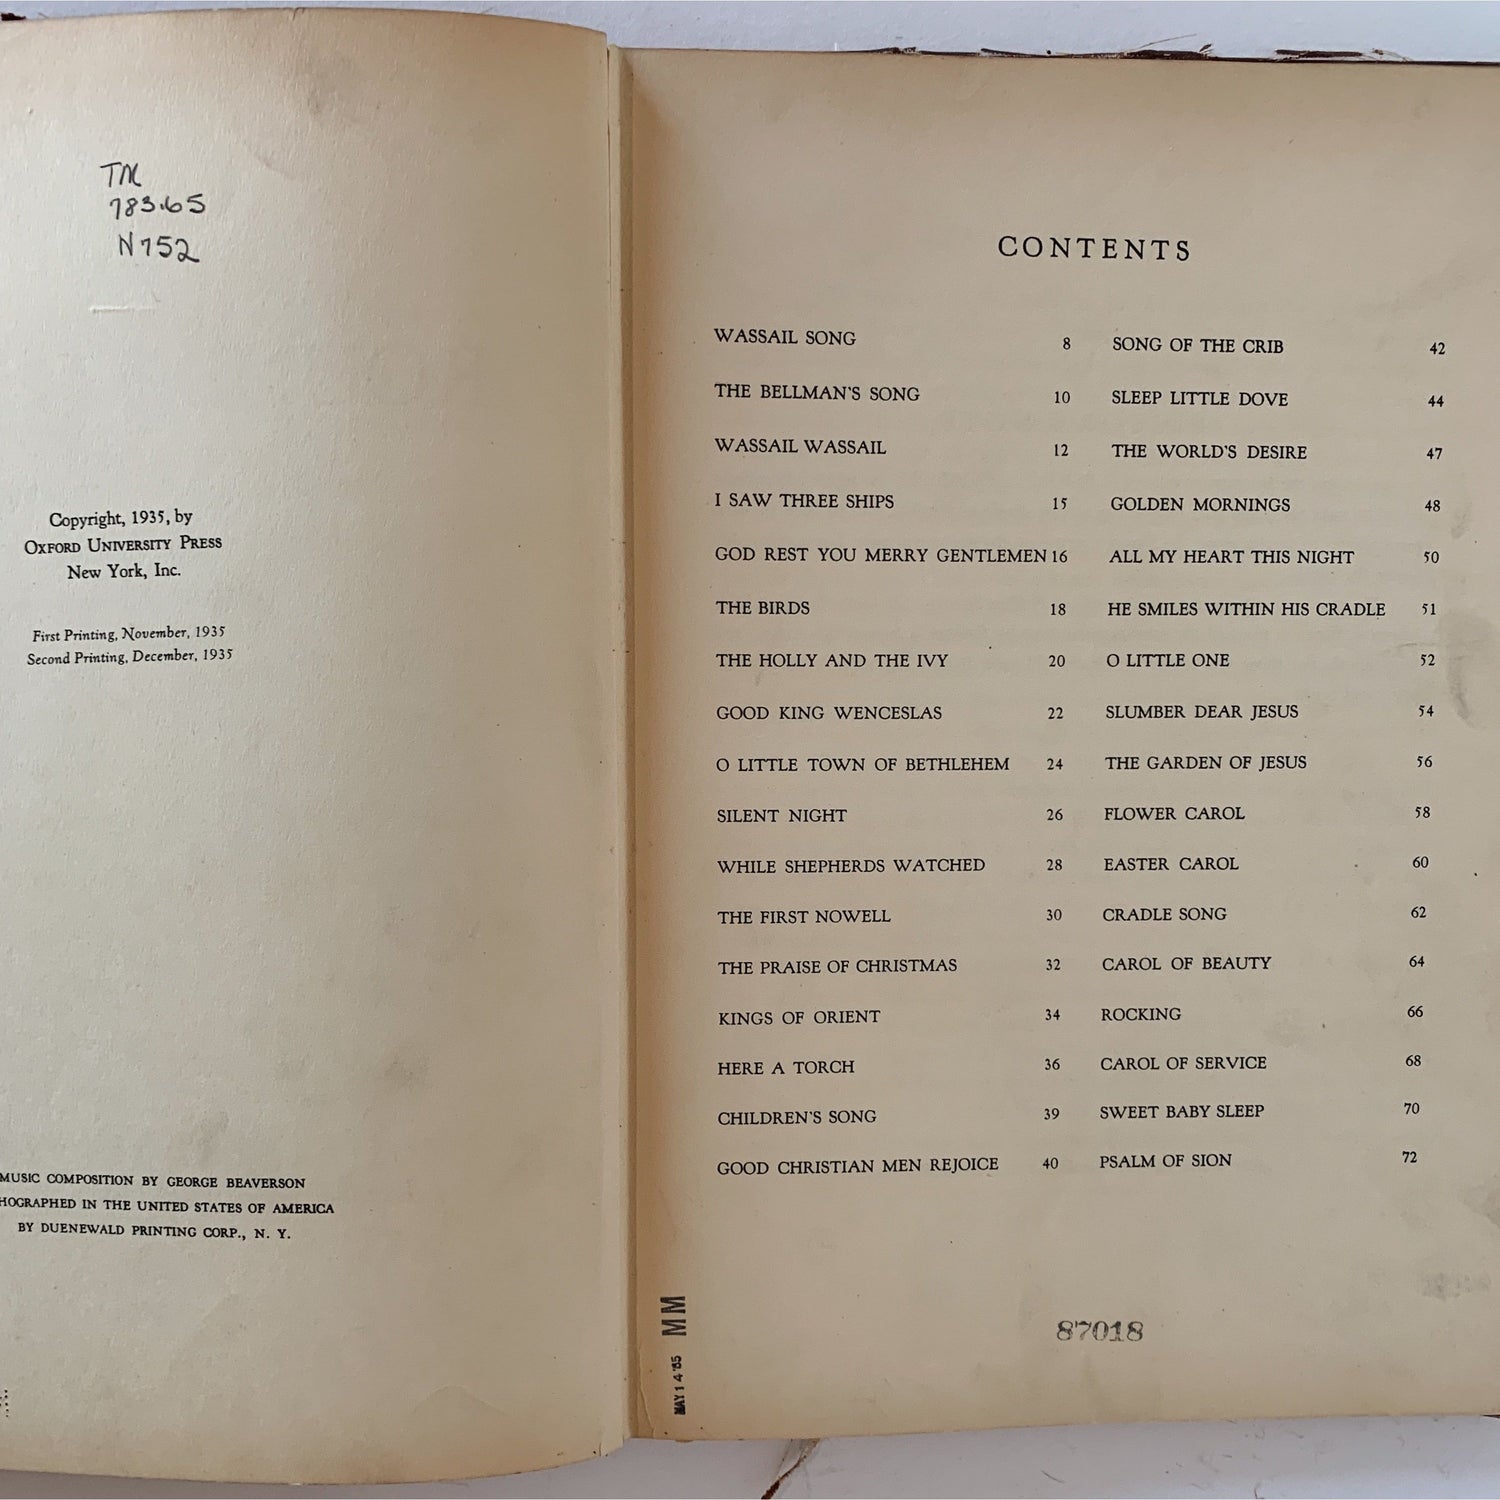 TM
783.65
N752
Copyright, 1935, by
OXFORD UNIVERSITY PRESS
New York, Inc.
First Printing, November, 1935
Second Printing, December, 1935
MUSIC COMPOSITION BY GEORGE BEAVERSON
HOGRAPHED IN THE UNITED STATES OF AMERICA
BY DUENEWALD PRINTING CORP., N. Y.
CONTENTS
WASSAIL SONG 8
THE BELLMAN'S SONG 10
WASSAIL WASSAIL 12
I SAW THREE SHIPS 15
GOD REST YOU MERRY GENTLEMEN 16
THE BIRDS 18
THE HOLLY AND THE IVY 20
GOOD KING WENCESLAS 22
O LITTLE TOWN OF BETHLEHEM 24
SILENT NIGHT 26
WHILE SHEPHERDS WATCHED 28
THE FIRST NOWELL 30
THE PRAISE OF CHRISTMAS 32
KINGS OF ORIENT 34
HERE A TORCH 36
CHILDREN'S SONG 39
GOOD CHRISTIAN MEN REJOICE 40
SONG OF THE CRIB 42
SLEEP LITTLE DOVE 44
THE WORLD'S DESIRE 47
GOLDEN MORNINGS 48
ALL MY HEART THIS NIGHT 50
HE SMILES WITHIN HIS CRADLE 51
O LITTLE ONE 52
SLUMBER DEAR JESUS 54
THE GARDEN OF JESUS 56
FLOWER CAROL 58
EASTER CAROL 60
CRADLE SONG 62
CAROL OF BEAUTY 64
ROCKING 66
CAROL OF SERVICE 68
SWEET BABY SLEEP 70
PSALM OF SION 72
87018
MAY 14 '85 MM